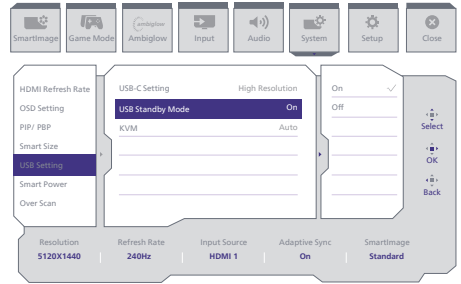 SmartImage
Game Mode
ambiglow
Ambiglow
Input
Audio
System
Setup
Close
HDMI Refresh Rate
OSD Setting
PIP/ PBP
Smart Size
USB Setting
Smart Power
Over Scan
USB-C Setting High Resolution
USB Standby Mode On
KVM Auto
On
Off
Select
OK
Back
Resolution Refresh Rate Input Source Adaptive Sync SmartImage
5120X1440 240Hz HDMI 1 On Standard